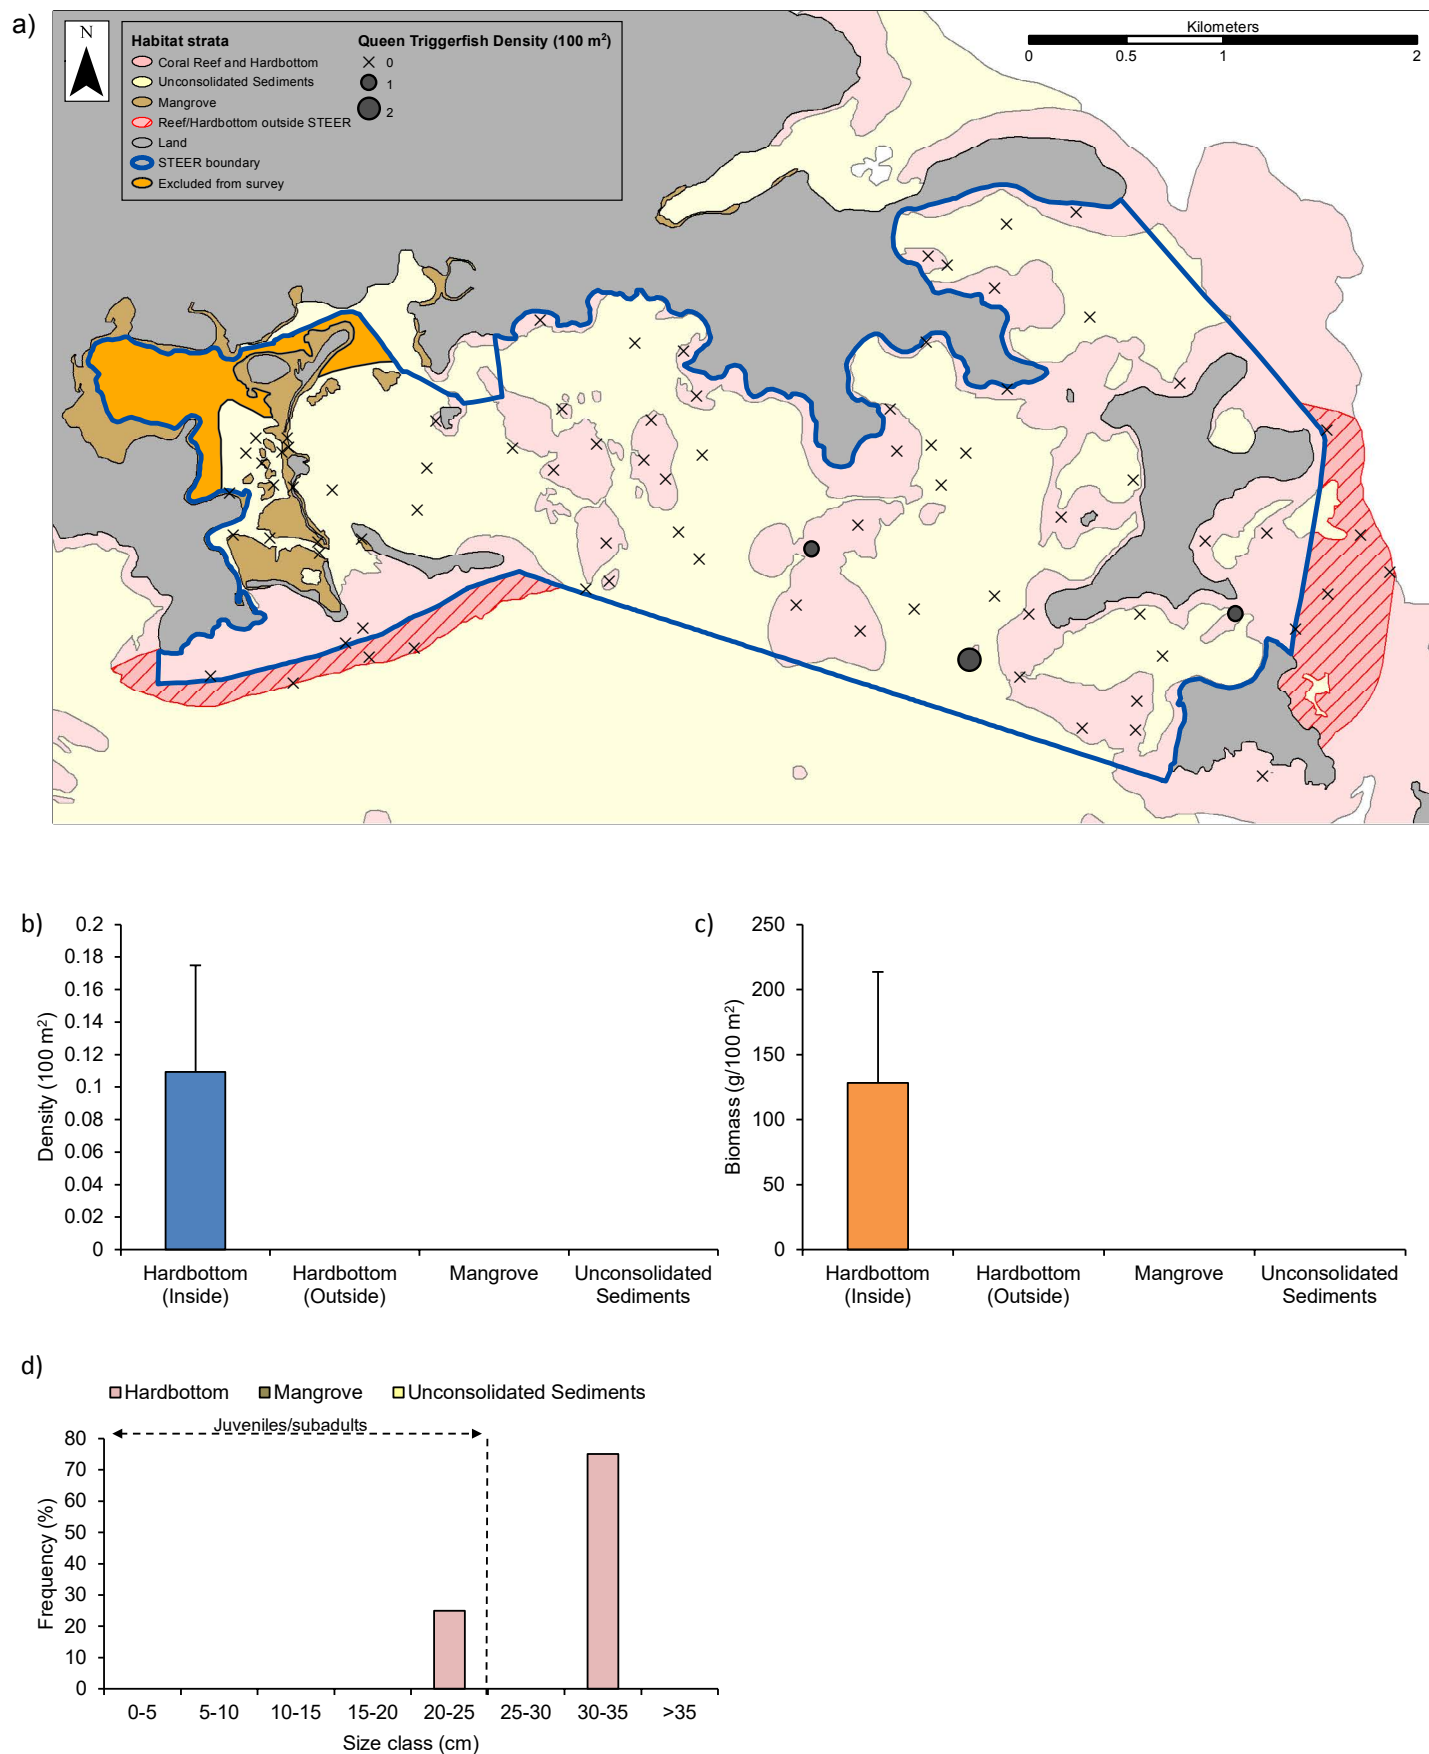 a)
N
Habitat strata
Coral Reef and Hardbottom
Unconsolidated Sediments
Mangrove
Reef/Hardbottom outside STEER
Land
STEER boundary
Excluded from survey
Queen Triggerfish Density (100 m²)
0
1
2
Kilometers
0 0.5 1 2
b)
0.2
0.18
0.16
0.14
0.12
0.1
0.08
0.06
0.04
0.02
0
Density (100 m²)
Hardbottom (Inside)
Hardbottom (Outside)
Mangrove
Unconsolidated Sediments
c)
250
200
150
100
50
0
Biomass (g/100 m²)
Hardbottom (Inside)
Hardbottom (Outside)
Mangrove
Unconsolidated Sediments
d)
Hardbottom Mangrove Unconsolidated Sediments
Juveniles/subadults
80
70
60
50
40
30
20
10
0
Frequency (%)
0-5 5-10 10-15 15-20 20-25 25-30 30-35 >35
Size class (cm)